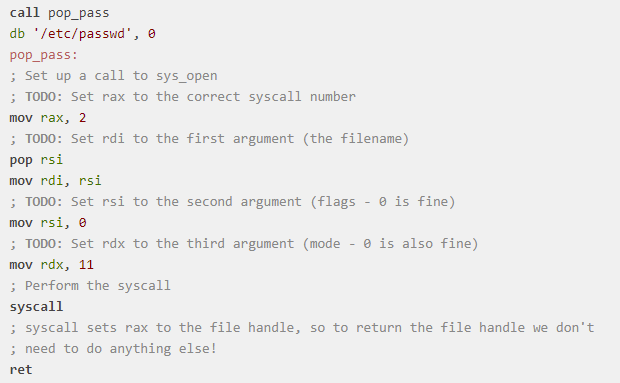 call pop_pass
db '/etc/passwd', 0
pop_pass:
; Set up a call to sys_open
; TODO: Set rax to the correct syscall number
mov rax, 2
; TODO: Set rdi to the first argument (the filename)
pop rsi
mov rdi, rsi
; TODO: Set rsi to the second argument (flags - 0 is fine)
mov rsi, 0
; TODO: Set rdx to the third argument (mode - 0 is also fine)
mov rdx, 11
; Perform the syscall
syscall
; syscall sets rax to the file handle, so to return the file handle we don't
; need to do anything else!
ret